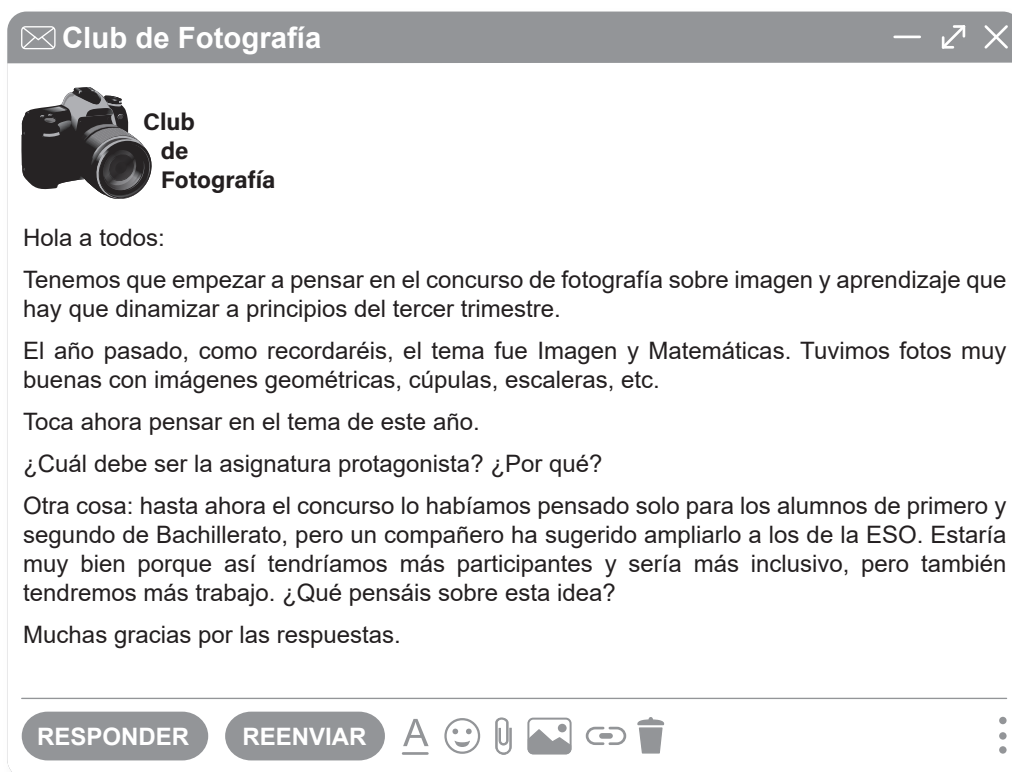 Club de Fotografía
Club
de
Fotografía
Hola a todos:
Tenemos que empezar a pensar en el concurso de fotografía sobre imagen y aprendizaje que
hay que dinamizar a principios del tercer trimestre.
El año pasado, como recordaréis, el tema fue Imagen y Matemáticas. Tuvimos fotos muy
buenas con imágenes geométricas, cúpulas, escaleras, etc.
Toca ahora pensar en el tema de este año.
¿Cuál debe ser la asignatura protagonista? ¿Por qué?
Otra cosa: hasta ahora el concurso lo habíamos pensado solo para los alumnos de primero y
segundo de Bachillerato, pero un compañero ha sugerido ampliarlo a los de la ESO. Estaría
muy bien porque así tendríamos más participantes y sería más inclusivo, pero también
tendremos más trabajo. ¿Qué pensáis sobre esta idea?
Muchas gracias por las respuestas.
RESPONDER REENVIAR A